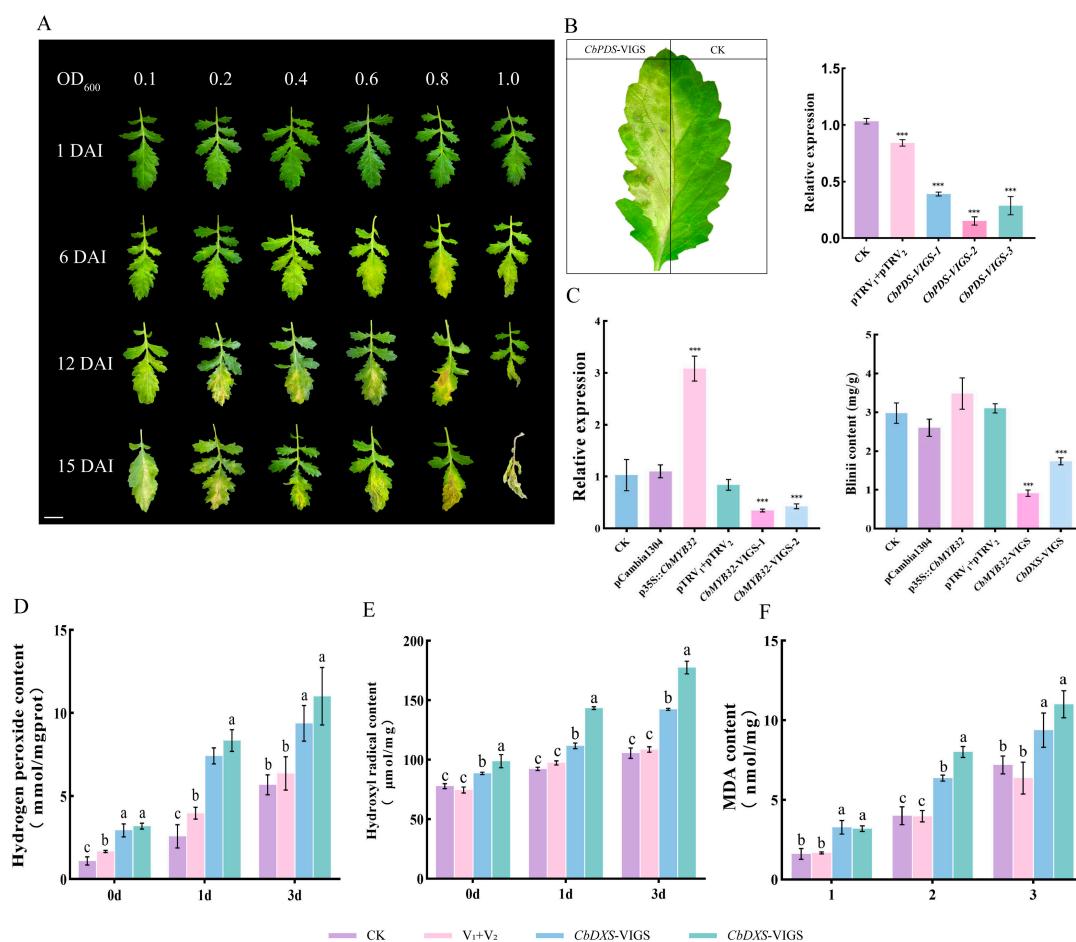 A
OD600 0.1 0.2 0.4 0.6 0.8 1.0
1 DAI
6 DAI
12 DAI
15 DAI
B
CbPDS-VIGS CK
Relative expression
1.5
1.0
0.5
0.0
***
***
***
***
CK
pTRV1+pTRV2
CbPDS-VIGS-1
CbPDS-VIGS-2
CbPDS-VIGS-3
C
Relative expression
4
3
2
1
0
***
***
***
CK
pCambia1304
p35S::CbMYB32
pTRV1+pTRV2
CbMYB32-VIGS-1
CbMYB32-VIGS-2
Blinii content (mg/g)
5
4
3
2
1
0
***
***
CK
pCambia1304
p35S::CbMYB32
pTRV1+pTRV2
CbMYB32-VIGS
CbDXS-VIGS
D
Hydrogen peroxide content
( mmol/mgprot)
15
10
5
0
c b a a
c b a a
b b a a
0d 1d 3d
E
Hydroxyl radical content
( μmol/mg)
200
150
100
50
0
c c b a
c c b a
c c b a
0d 1d 3d
F
MDA content
( nmol/mg)
15
10
5
0
b b a a
c c b a
b b a a
1 2 3
CK V1+V2 CbDXS-VIGS CbDXS-VIGS